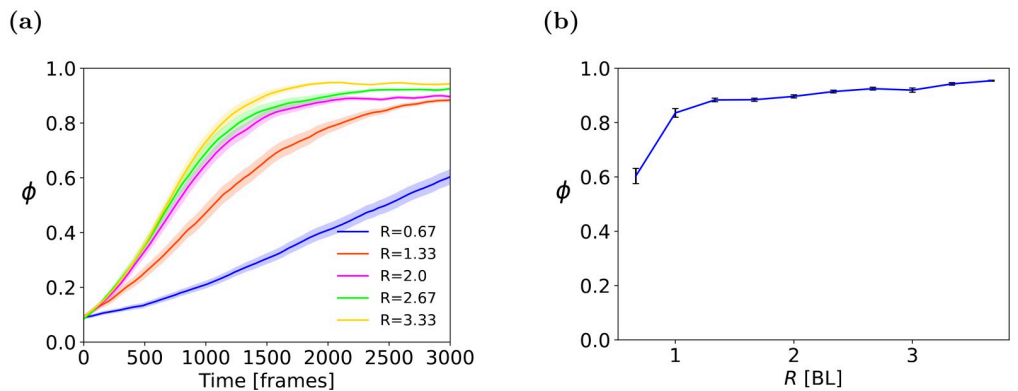 (a)
1.0
0.8
0.6
0.4
0.2
0.0
ϕ
0 500 1000 1500 2000 2500 3000
Time [frames]
R=0.67
R=1.33
R=2.0
R=2.67
R=3.33
(b)
1.0
0.8
0.6
0.4
0.2
0.0
ϕ
1 2 3
R [BL]